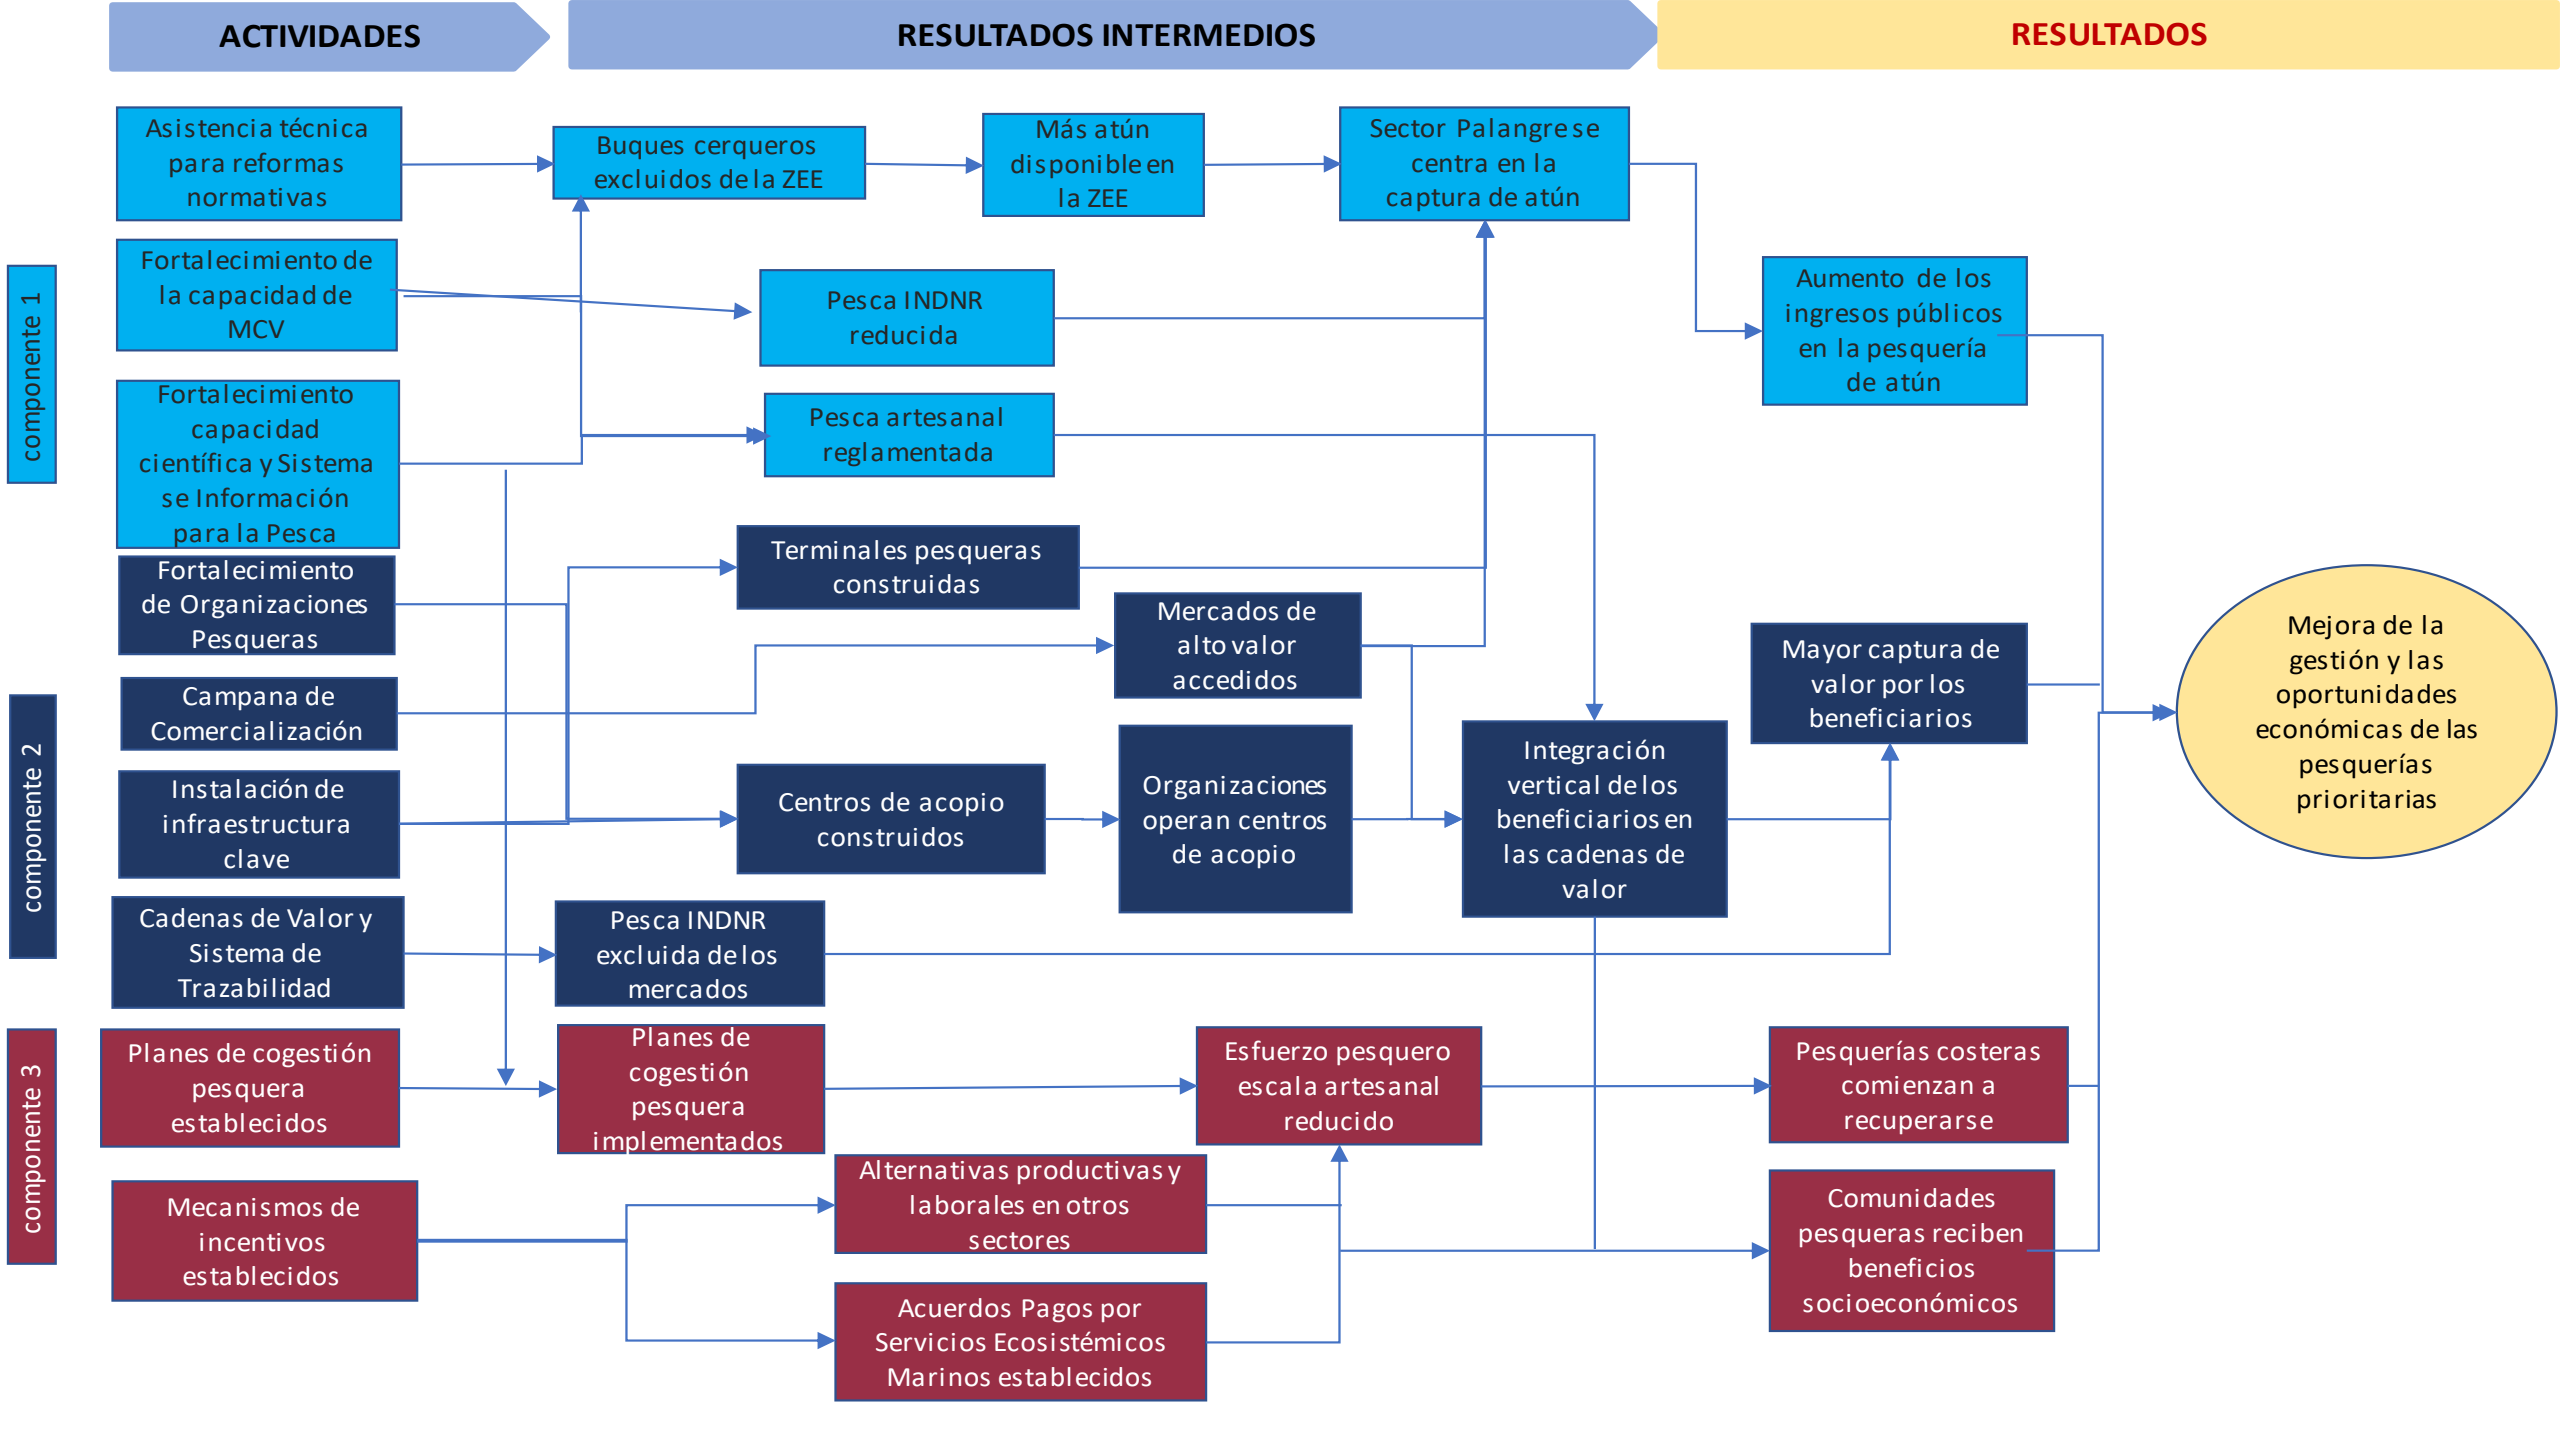 ACTIVIDADES
RESULTADOS INTERMEDIOS
RESULTADOS
componente 1
Asistencia técnica
para reformas
normativas
Buques cerqueros
excluidos de la ZEE
Más atún
disponible en
la ZEE
Sector Palangre se
centra en la
captura de atún
Fortalecimiento de
la capacidad de
MCV
Pesca INDNR
reducida
Aumento de los
ingresos públicos
en la pesquería
de atún
Fortalecimiento
capacidad
científica y Sistema
se Información
para la Pesca
Pesca artesanal
reglamentada
componente 2
Fortalecimiento
de Organizaciones
Pesqueras
Terminales pesqueras
construidas
Mercados de
alto valor
accedidos
Mayor captura de
valor por los
beneficiarios
Mejora de la
gestión y las
oportunidades
económicas de las
pesquerías
prioritarias
Campana de
Comercialización
Instalación de
infraestructura
clave
Centros de acopio
construidos
Organizaciones
operan centros
de acopio
Integración
vertical de los
beneficiarios en
las cadenas de
valor
Cadenas de Valor y
Sistema de
Trazabilidad
Pesca INDNR
excluida de los
mercados
componente 3
Planes de cogestión
pesquera
establecidos
Planes de
cogestión
pesquera
implementados
Esfuerzo pesquero
escala artesanal
reducido
Pesquerías costeras
comienzan a
recuperarse
Mecanismos de
incentivos
establecidos
Alternativas productivas y
laborales en otros
sectores
Comunidades
pesqueras reciben
beneficios
socioeconómicos
Acuerdos Pagos por
Servicios Ecosistémicos
Marinos establecidos